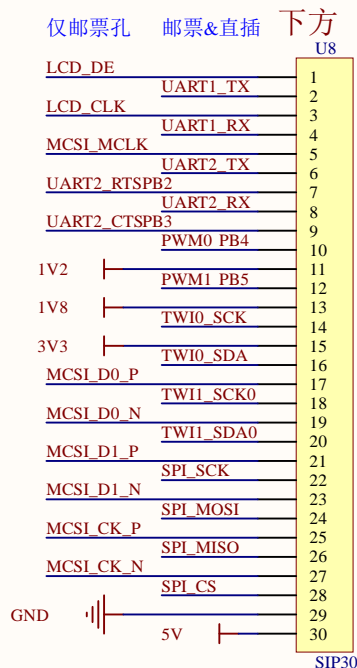 仅邮票孔 邮票&直插 下方
U8
LCD_DE 1
UART1_TX 2
LCD_CLK 3
UART1_RX 4
MCSI_MCLK 5
UART2_TX 6
UART2_RTSPB2 7
UART2_RX 8
UART2_CTSPB3 9
PWM0_PB4 10
1V2 11
PWM1_PB5 12
1V8 13
TWI0_SCK 14
3V3 15
TWI0_SDA 16
MCSI_D0_P 17
TWI1_SCK0 18
MCSI_D0_N 19
TWI1_SDA0 20
MCSI_D1_P 21
SPI_SCK 22
MCSI_D1_N 23
SPI_MOSI 24
MCSI_CK_P 25
SPI_MISO 26
MCSI_CK_N 27
SPI_CS 28
GND 29
5V 30
SIP30